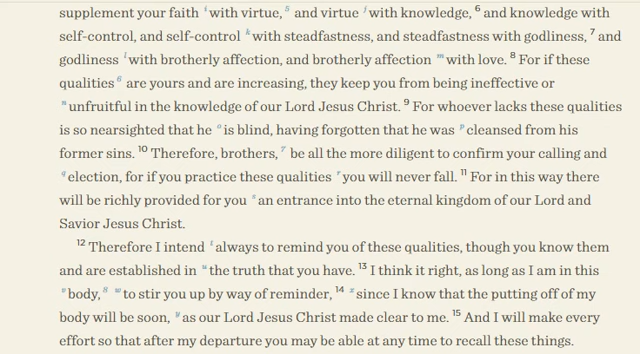 supplement your faith i with virtue,5 and virtue j with knowledge, 6 and knowledge with
self-control, and self-control k with steadfastness, and steadfastness with godliness, 7 and
godliness l with brotherly affection, and brotherly affection m with love. 8 For if these
qualities 6 are yours and are increasing, they keep you from being ineffective or
n unfruitful in the knowledge of our Lord Jesus Christ. 9 For whoever lacks these qualities
is so nearsighted that he o is blind, having forgotten that he was p cleansed from his
former sins. 10 Therefore, brothers, 7 be all the more diligent to confirm your calling and
q election, for if you practice these qualities r you will never fall. 11 For in this way there
will be richly provided for you s an entrance into the eternal kingdom of our Lord and
Savior Jesus Christ.
12 Therefore I intend t always to remind you of these qualities, though you know them
and are established in u the truth that you have. 13 I think it right, as long as I am in this
v body, 8 w to stir you up by way of reminder, 14 x since I know that the putting off of my
body will be soon, y as our Lord Jesus Christ made clear to me. 15 And I will make every
effort so that after my departure you may be able at any time to recall these things.